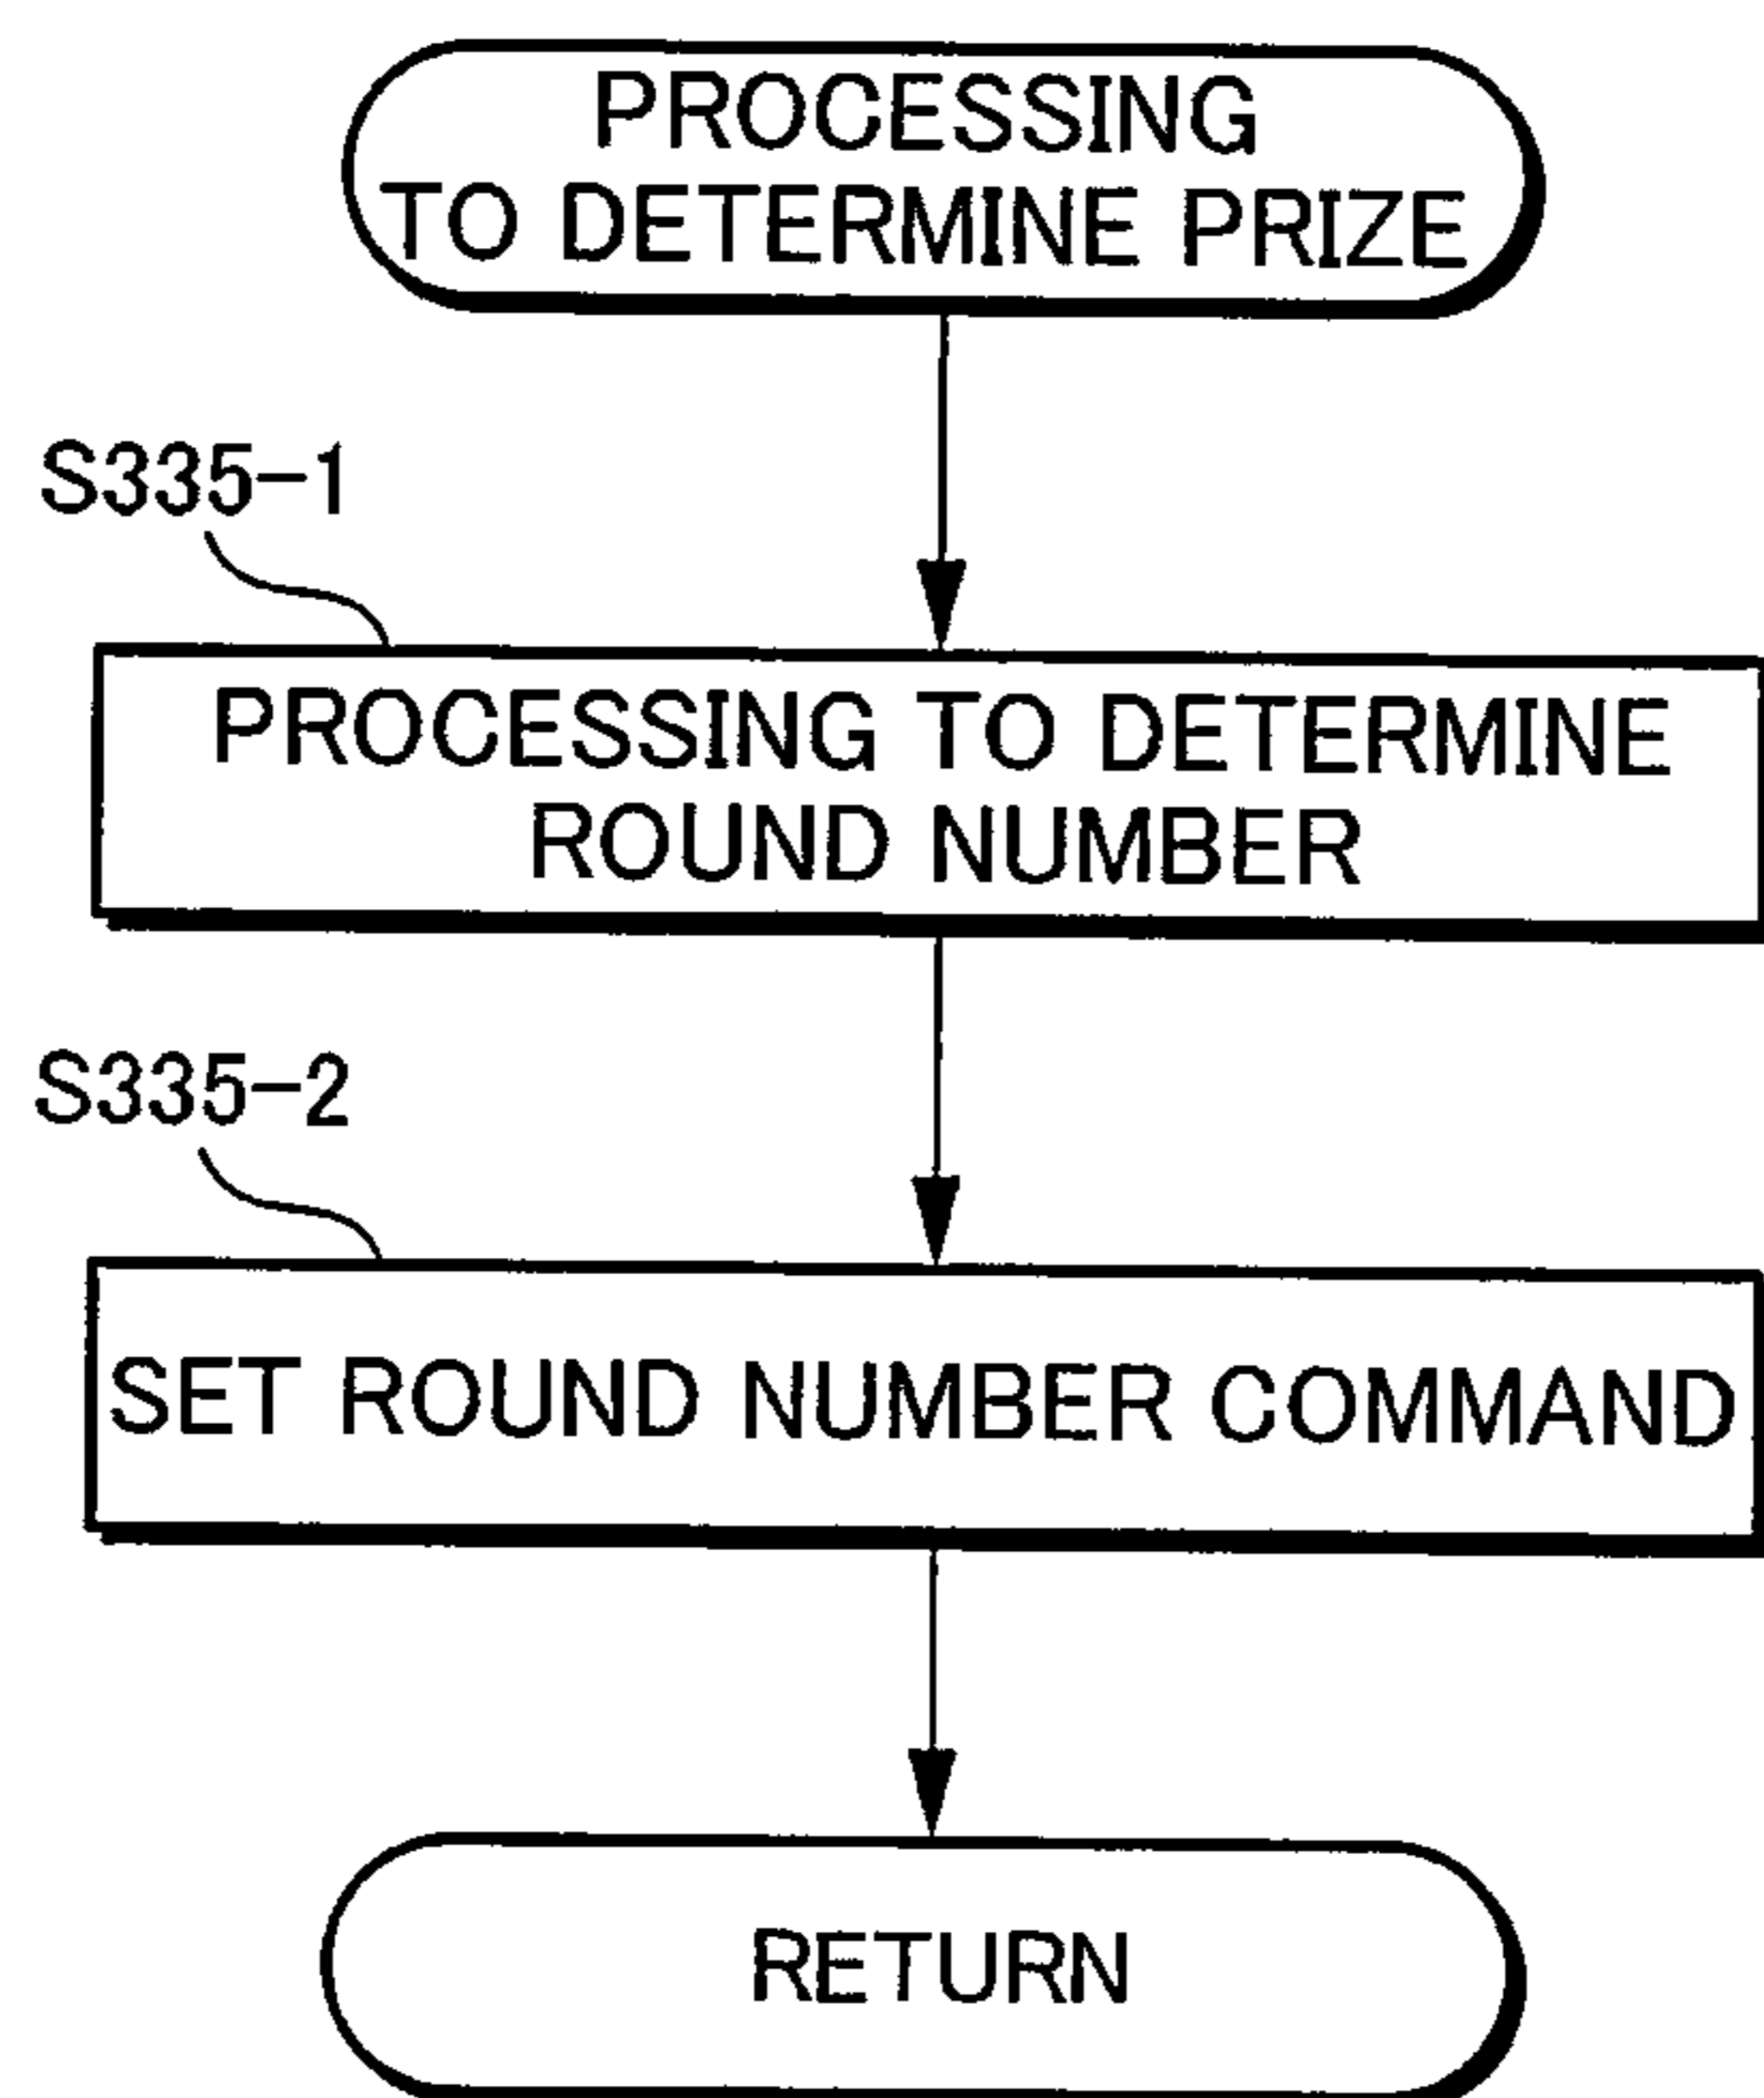 PROCESSING
TO DETERMINE PRIZE
S335-1
PROCESSING TO DETERMINE
ROUND NUMBER
S335-2
SET ROUND NUMBER COMMAND
RETURN